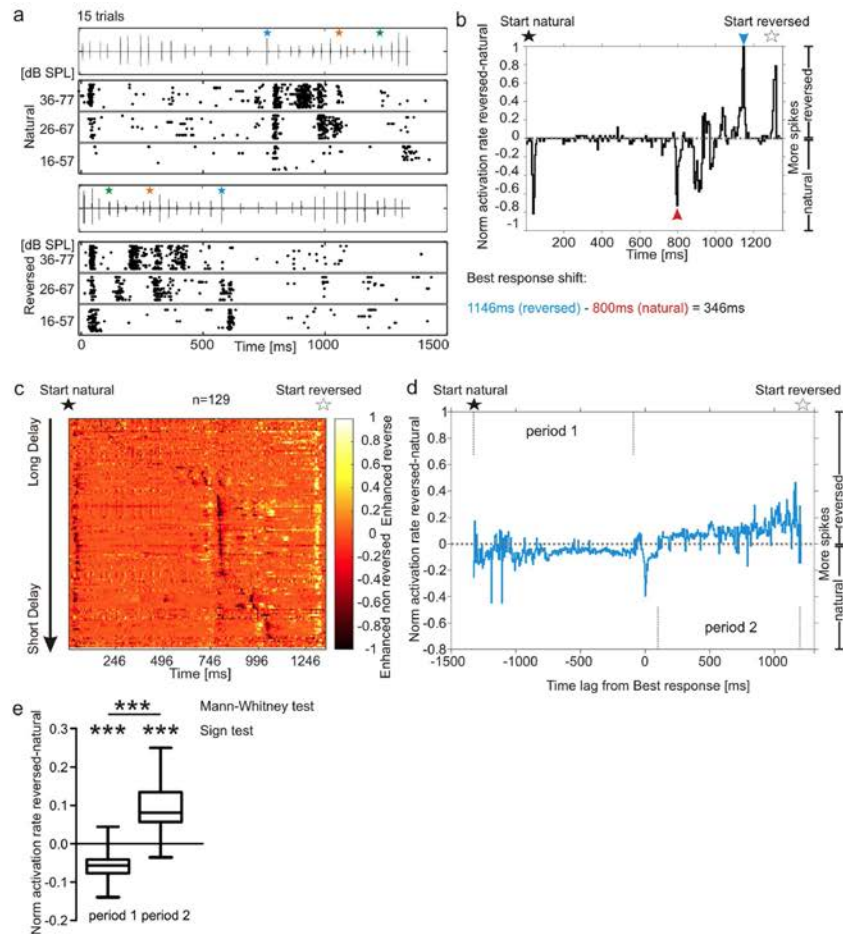 a
15 trials
[dB SPL]
Natural
36-77
26-67
16-57
[dB SPL]
Reversed
36-77
26-67
16-57
0 500 1000 1500
Time [ms]
b
Start natural Start reversed
Norm activation rate reversed-natural
1
0.8
0.6
0.4
0.2
0
-0.2
-0.4
-0.6
-0.8
-1
200 400 600 800 1000 1200
Time [ms]
More spikes
reversed
natural
Best response shift:
1146ms (reversed) - 800ms (natural) = 346ms
c
Start natural n=129 Start reversed
Long Delay
Short Delay
246 496 746 996 1246
Time [ms]
1
0.8
0.6
0.4
0.2
0
-0.2
-0.4
-0.6
-0.8
-1
Enhanced reverse
Enhanced non reversed
d
Start natural Start reversed
Norm activation rate reversed-natural
1
0.8
0.6
0.4
0.2
0
-0.2
-0.4
-0.6
-0.8
period 1
period 2
-1500 -1000 -500 0 500 1000
Time lag from Best response [ms]
More spikes
reversed
natural
e
*** Mann-Whitney test
*** *** Sign test
Norm activation rate reversed-natural
0.3
0.2
0.1
0.0
-0.1
-0.2
period 1 period 2